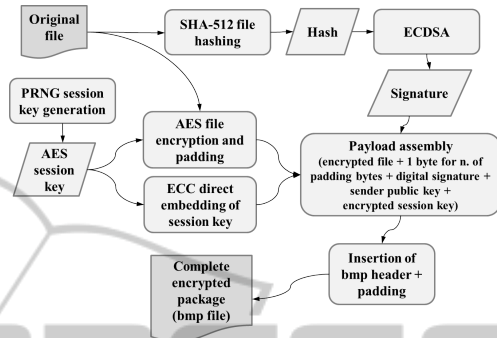 Original
file
SHA-512 file
hashing
Hash
ECDSA
PRNG session
key generation
Signature
AES file
encryption and
padding
AES
session
key
Payload assembly
(encrypted file + 1 byte for n. of
padding bytes + digital signature +
sender public key +
encrypted session key)
ECC direct
embedding of
session key
Insertion of
bmp header +
padding
Complete
encrypted
package
(bmp file)